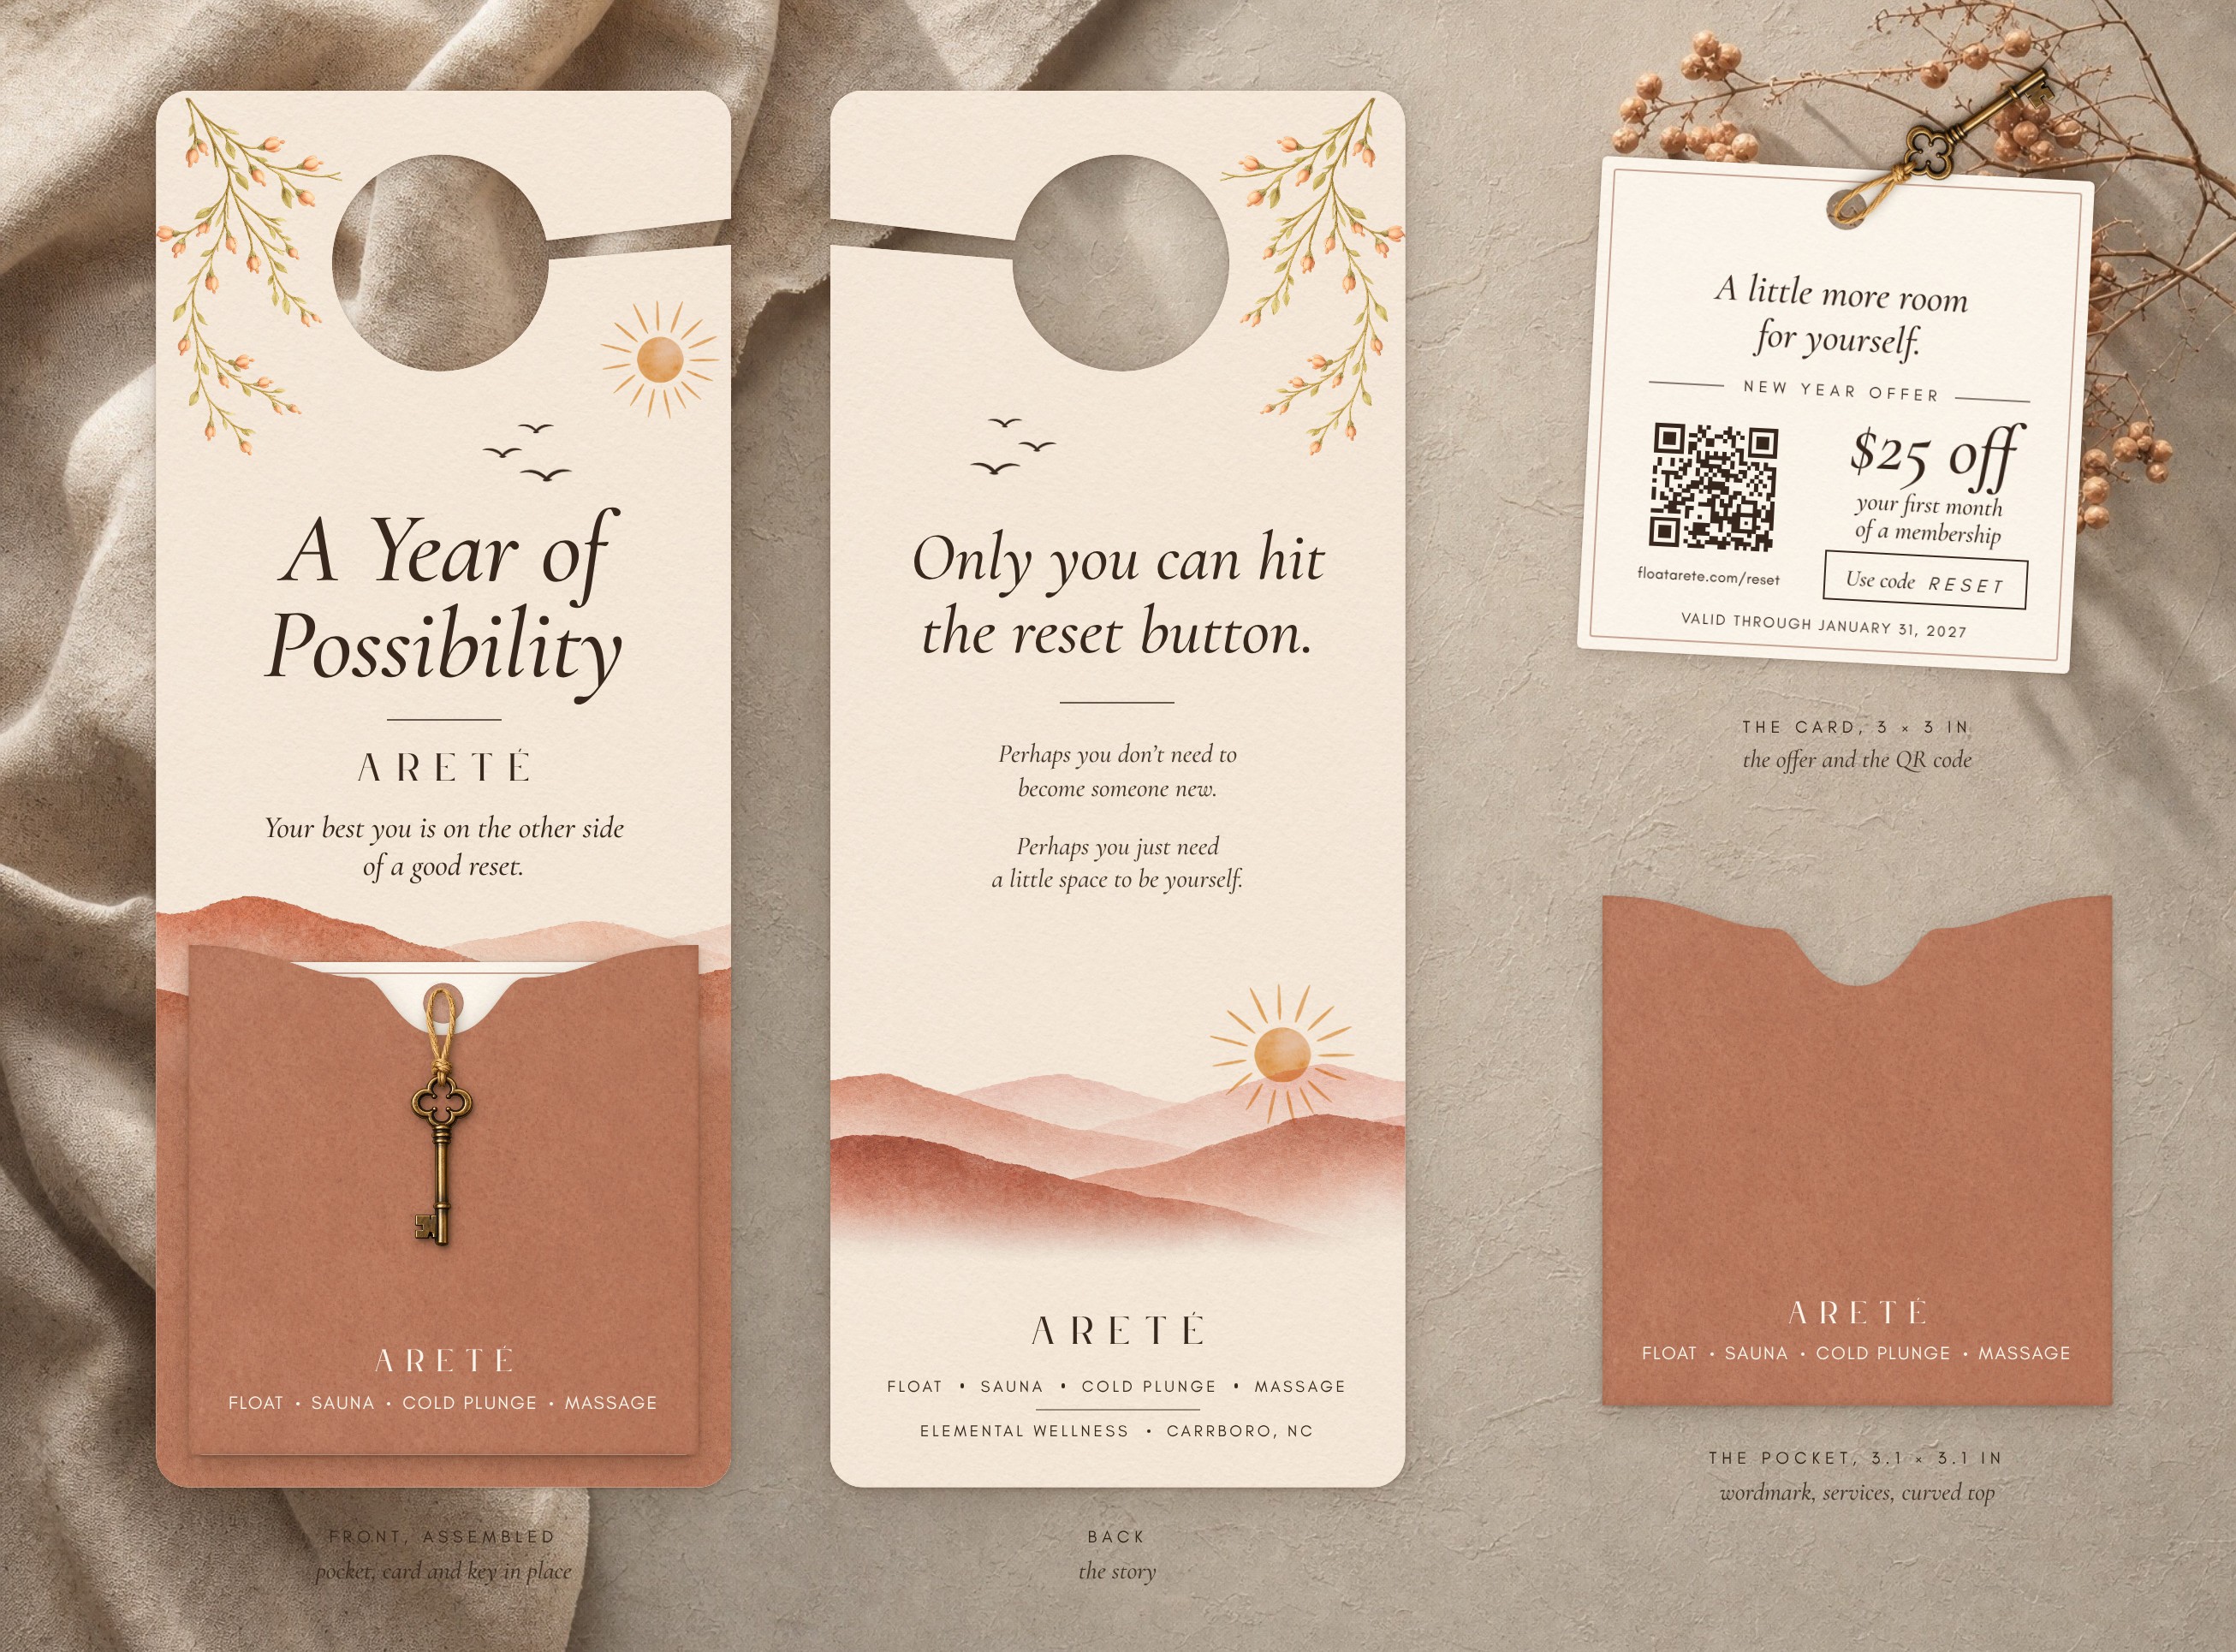 A Year of
Possibility
ARETÉ
Your best you is on the other side
of a good reset.
ARETÉ
FLOAT • SAUNA • COLD PLUNGE • MASSAGE
FRONT, ASSEMBLED
pocket, card and key in place
Only you can hit
the reset button.
Perhaps you don't need to
become someone new.
Perhaps you just need
a little space to be yourself.
ARETÉ
FLOAT • SAUNA • COLD PLUNGE • MASSAGE
ELEMENTAL WELLNESS • CARRBORO, NC
BACK
the story
A little more room
for yourself.
NEW YEAR OFFER
$25 off
your first month
of a membership
floatarete.com/reset
Use code RESET
VALID THROUGH JANUARY 31, 2027
THE CARD, 3 × 3 IN
the offer and the QR code
ARETÉ
FLOAT • SAUNA • COLD PLUNGE • MASSAGE
THE POCKET, 3.1 × 3.1 IN
wordmark, services, curved top